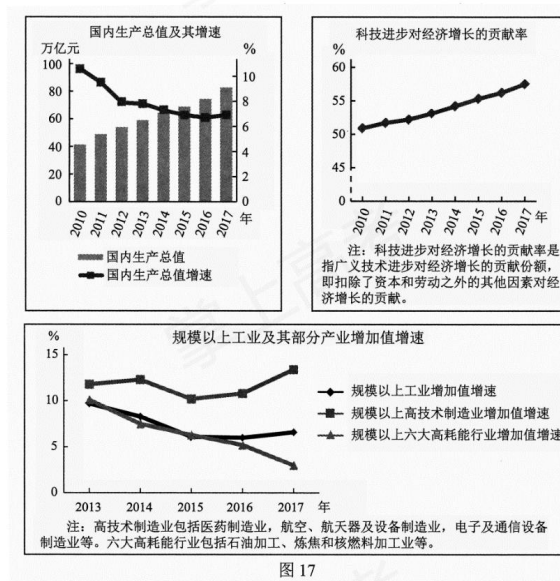 国内生产总值及其增速
万亿元
%
100
80
60
40
20
0
10
8
6
4
2
0
2010
2011
2012
2013
2014
2015
2016
2017
年
国内生产总值
国内生产总值增速
科技进步对经济增长的贡献率
%
60
55
50
45
0
2010
2011
2012
2013
2014
2015
2016
2017
年
注：科技进步对经济增长的贡献率是
指广义技术进步对经济增长的贡献份额，
即扣除了资本和劳动之外的其他因素对经
济增长的贡献。
规模以上工业及其部分产业增加值增速
%
15
10
5
0
2013
2014
2015
2016
2017
年
规模以上工业增加值增速
规模以上高技术制造业增加值增速
规模以上六大高耗能行业增加值增速
注：高技术制造业包括医药制造业，航空、航天器及设备制造业，电子及通信设备
制造业等。六大高耗能行业包括石油加工、炼焦和核燃料加工业等。
图 17